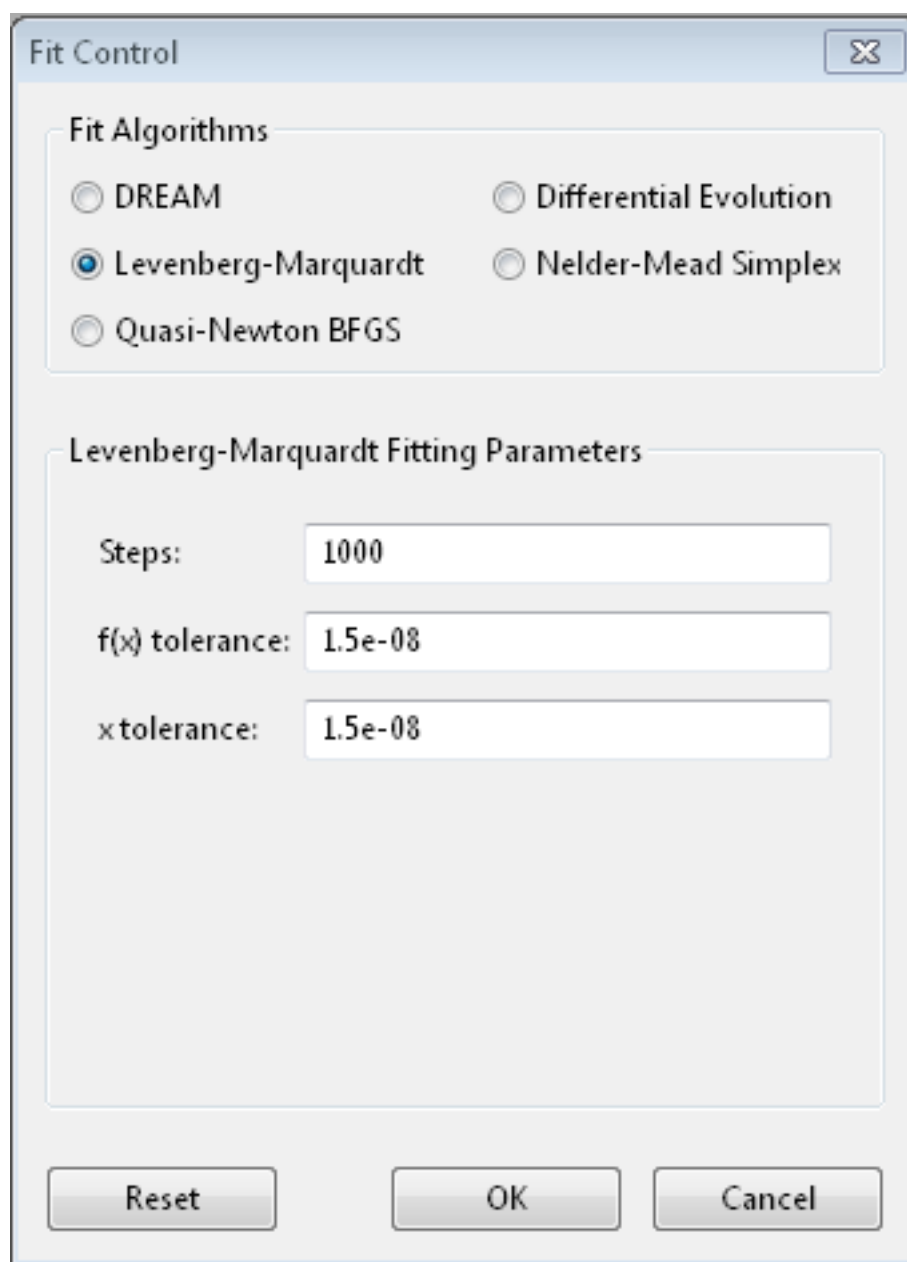 Fit Control
Fit Algorithms
DREAM
Differential Evolution
Levenberg-Marquardt
Nelder-Mead Simplex
Quasi-Newton BFGS
Levenberg-Marquardt Fitting Parameters
Steps: 1000
f(x) tolerance: 1.5e-08
x tolerance: 1.5e-08
Reset OK Cancel